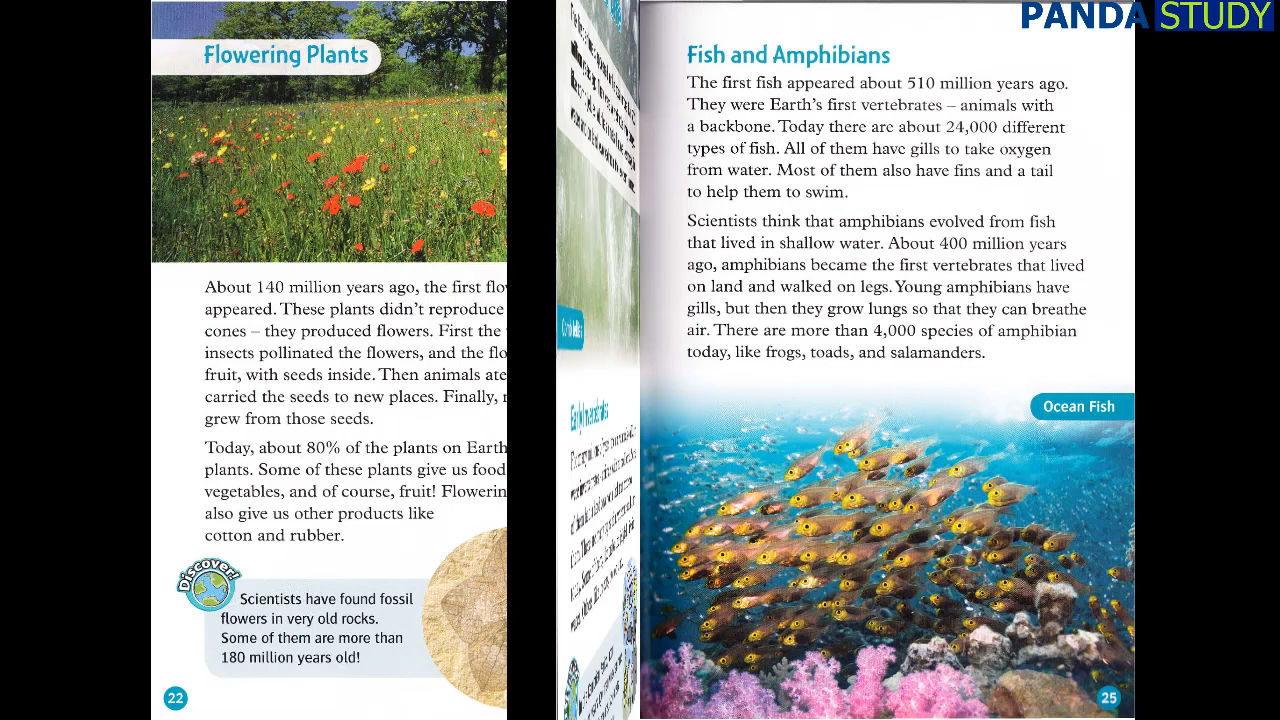 Flowering Plants
About 140 million years ago, the first flo
appeared. These plants didn't reproduce
cones – they produced flowers. First the
insects pollinated the flowers, and the flo
fruit, with seeds inside. Then animals ate
carried the seeds to new places. Finally,
grew from those seeds.
Today, about 80% of the plants on Earth
plants. Some of these plants give us food
vegetables, and of course, fruit! Flowerin
also give us other products like
cotton and rubber.
Discover!
Scientists have found fossil
flowers in very old rocks.
Some of them are more than
180 million years old!
22
Early Invertebrates
PANDA STUDY
Fish and Amphibians
The first fish appeared about 510 million years ago.
They were Earth's first vertebrates – animals with
a backbone. Today there are about 24,000 different
types of fish. All of them have gills to take oxygen
from water. Most of them also have fins and a tail
to help them to swim.
Scientists think that amphibians evolved from fish
that lived in shallow water. About 400 million years
ago, amphibians became the first vertebrates that lived
on land and walked on legs. Young amphibians have
gills, but then they grow lungs so that they can breathe
air. There are more than 4,000 species of amphibian
today, like frogs, toads, and salamanders.
Ocean Fish
25